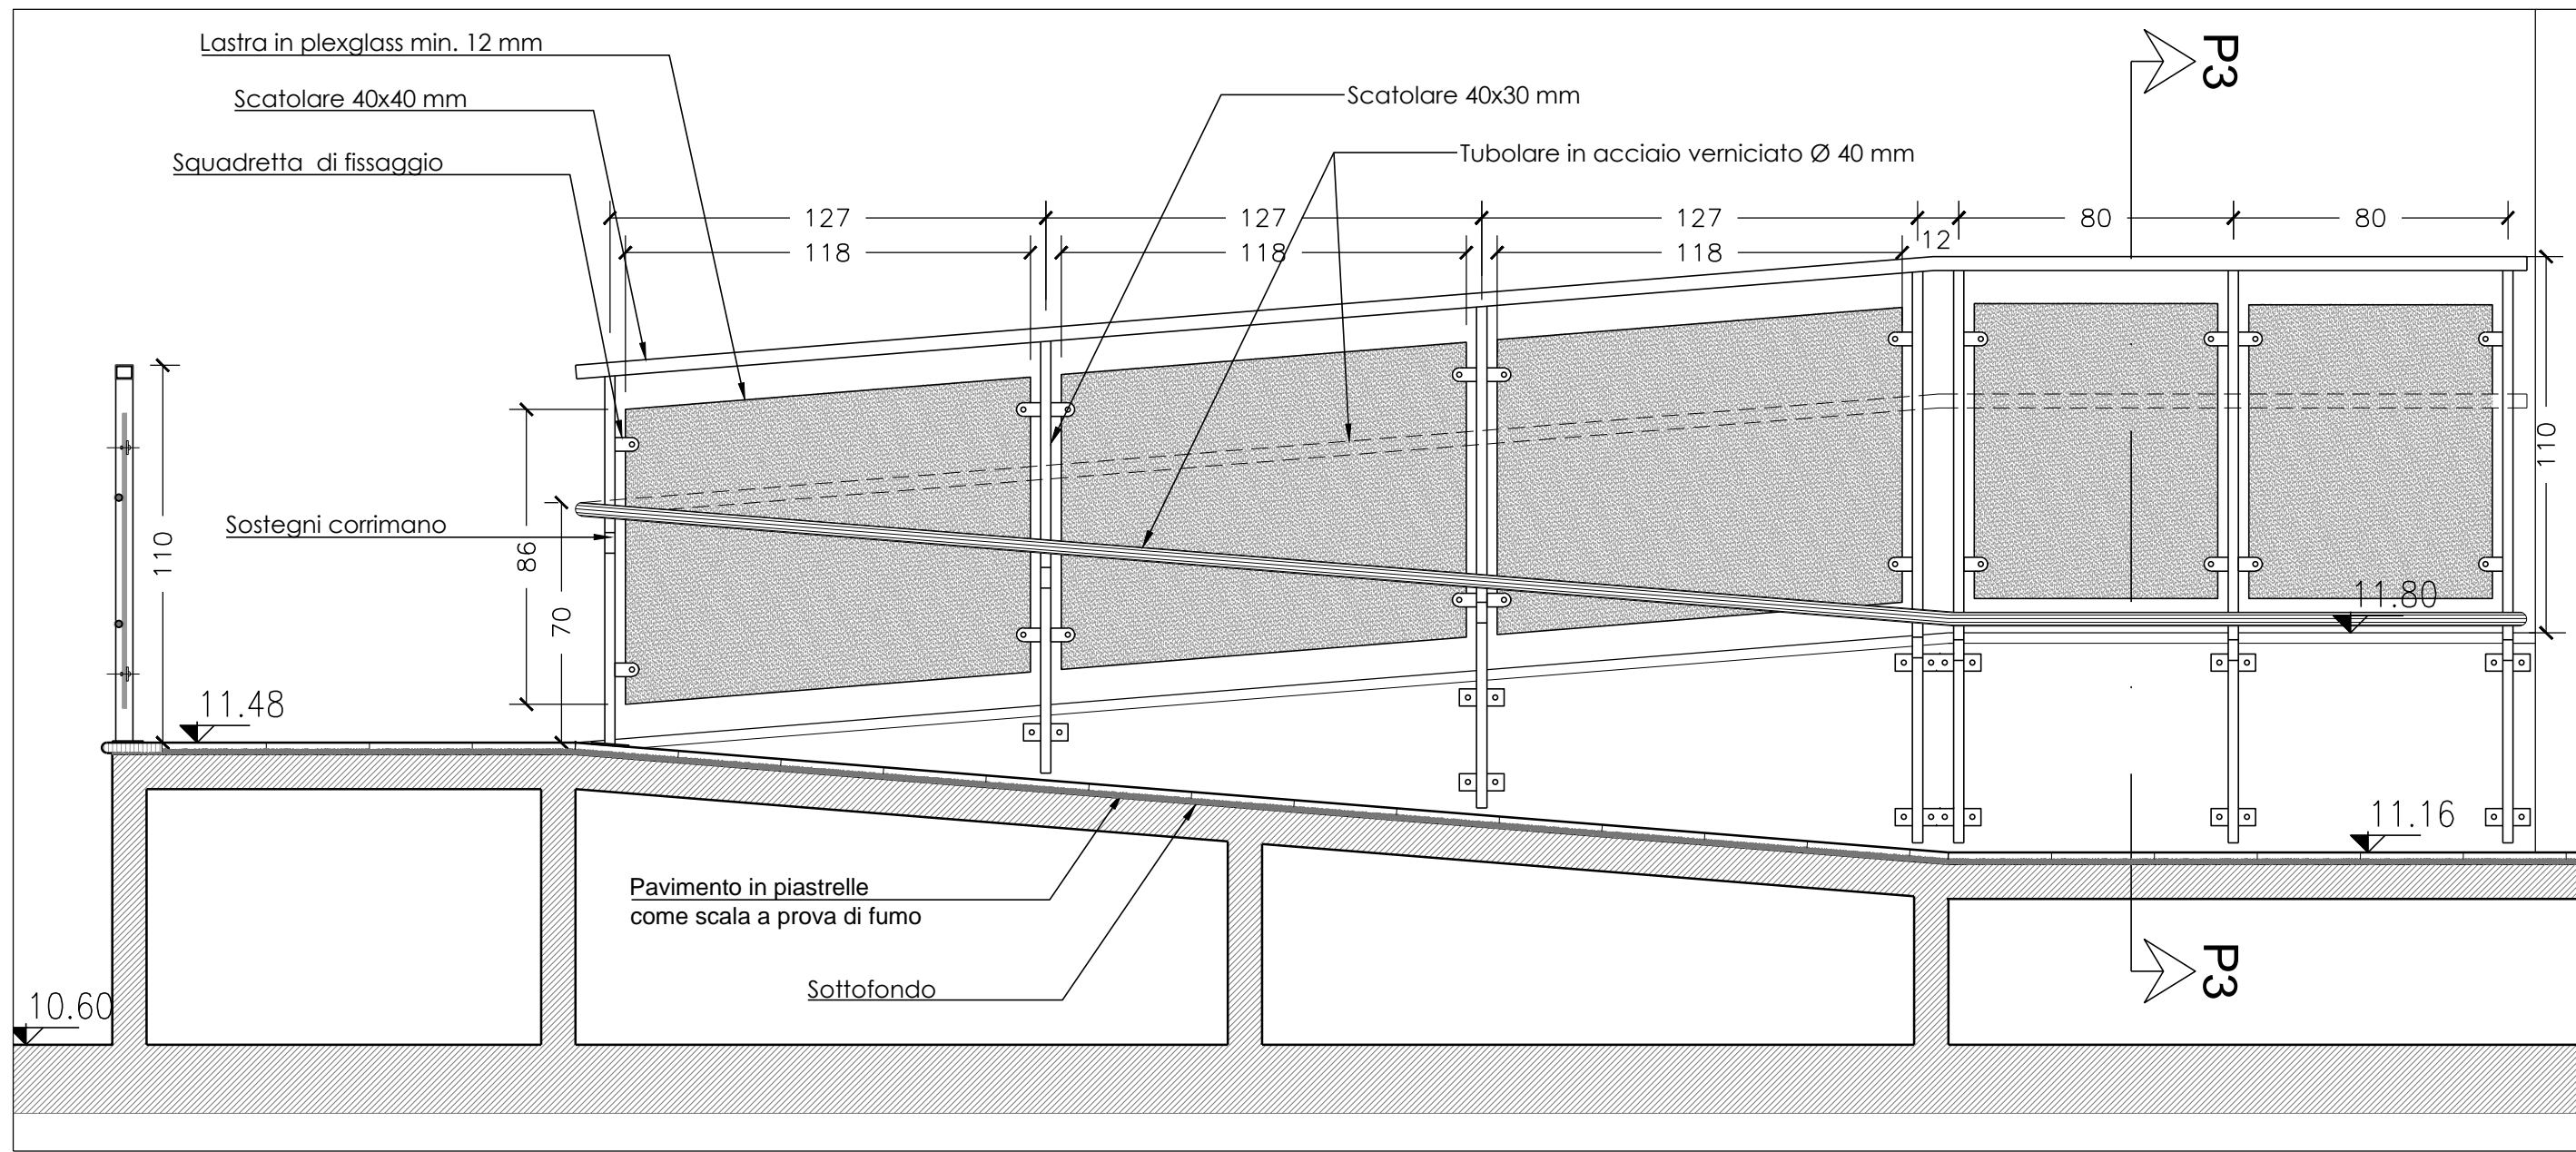 Lastra in plexglass min. 12 mm
Scatolare 40x40 mm
Squadretta di fissaggio
Scatolare 40x30 mm
Tubolare in acciaio verniciato Ø 40 mm
P3
127
127
127
80
80
118
118
118
12
110
86
70
110
Sostegni corrimano
11.48
11.80
11.16
10.60
Pavimento in piastrelle
come scala a prova di fumo
Sottofondo
P3